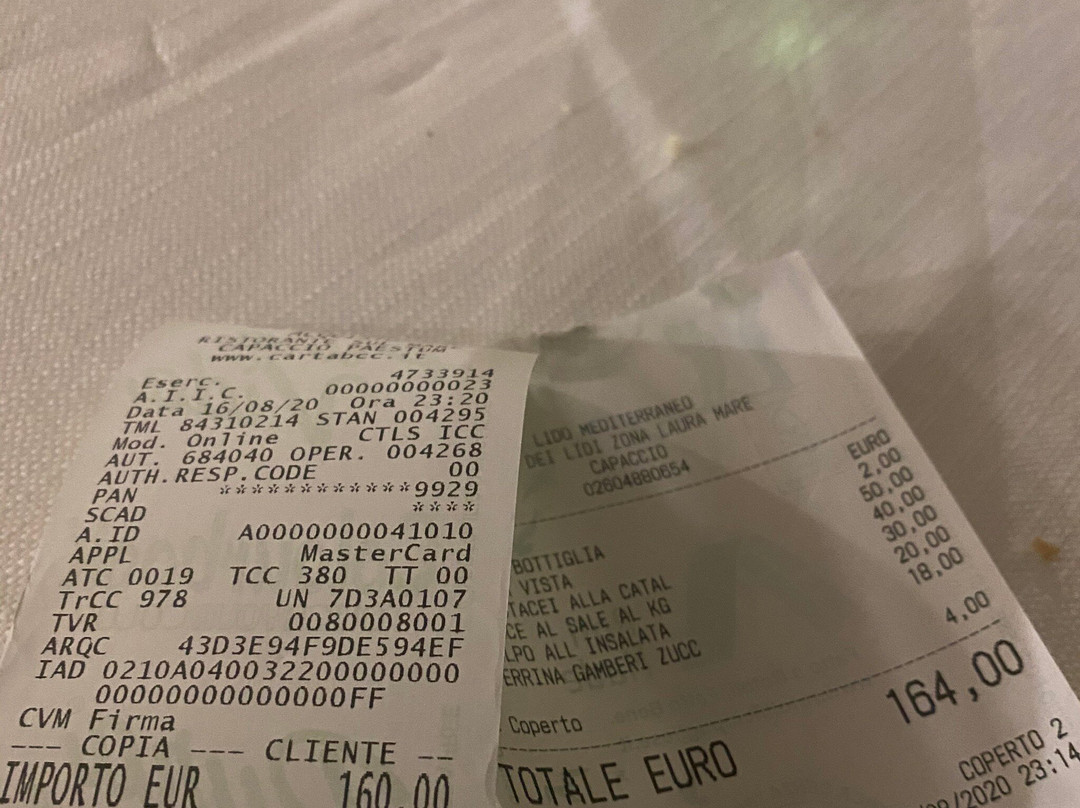 RISTORANTE
CAPACCIO PAESTUM
www.cartabcc.it
Eserc. 4733914
A.I.I.C. 00000000023
Data 16/08/20 Ora 23:20
TML 84310214 STAN 004295
Mod. Online CTLS ICC
AUT. 684040 OPER. 004268
AUTH.RESP.CODE 00
PAN ************9929
SCAD ****
A.ID A0000000041010
APPL MasterCard
ATC 0019 TCC 380 TT 00
TrCC 978 UN 7D3A0107
TVR 0080008001
ARQC 43D3E94F9DE594EF
IAD 0210A04003220000000
00000000000000FF
CVM Firma
--- COPIA --- CLIENTE --
IMPORTO EUR 160,00
LIDO MEDITERRANEO
DEI LIDI ZONA LAURA MARE
CAPACCIO
02604880654
EURO
BOTTIGLIA 2,00
VISTA 50,00
TACEI ALLA CATAL 40,00
CE AL SALE AL KG 30,00
LPO ALL INSALATA 20,00
ERRINA GAMBERI ZUCC 18,00
Coperto 4,00
TOTALE EURO 164,00
COPERTO 2
/2020 23:14